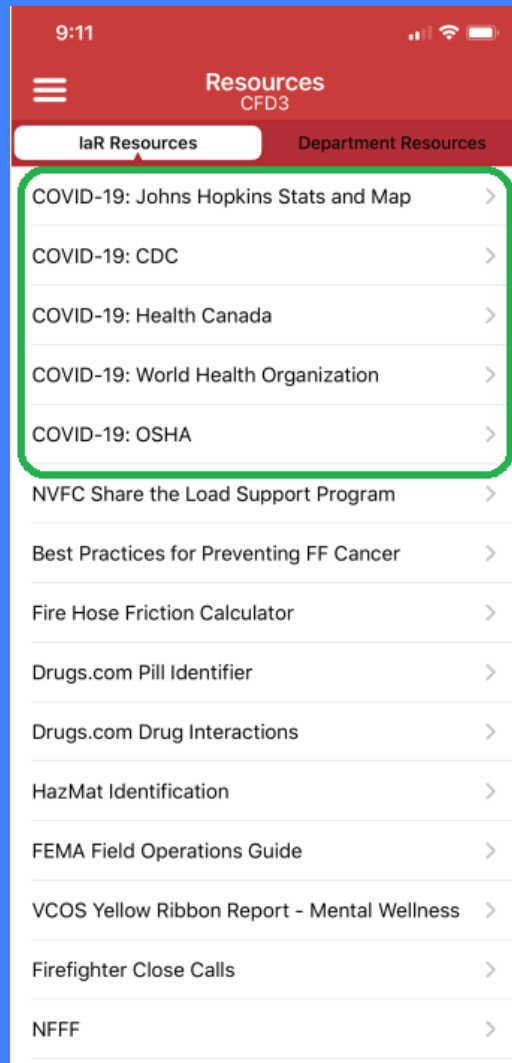 9:11
Resources
CFD3
IaR Resources
Department Resources
COVID-19: Johns Hopkins Stats and Map
COVID-19: CDC
COVID-19: Health Canada
COVID-19: World Health Organization
COVID-19: OSHA
NVFC Share the Load Support Program
Best Practices for Preventing FF Cancer
Fire Hose Friction Calculator
Drugs.com Pill Identifier
Drugs.com Drug Interactions
HazMat Identification
FEMA Field Operations Guide
VCOS Yellow Ribbon Report - Mental Wellness
Firefighter Close Calls
NFFF